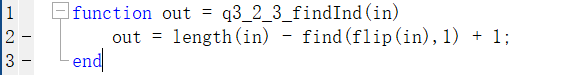 1 function out = q3_2_3_findInd(in)
2 - out = length(in) - find(flip(in),1) + 1;
3 - end